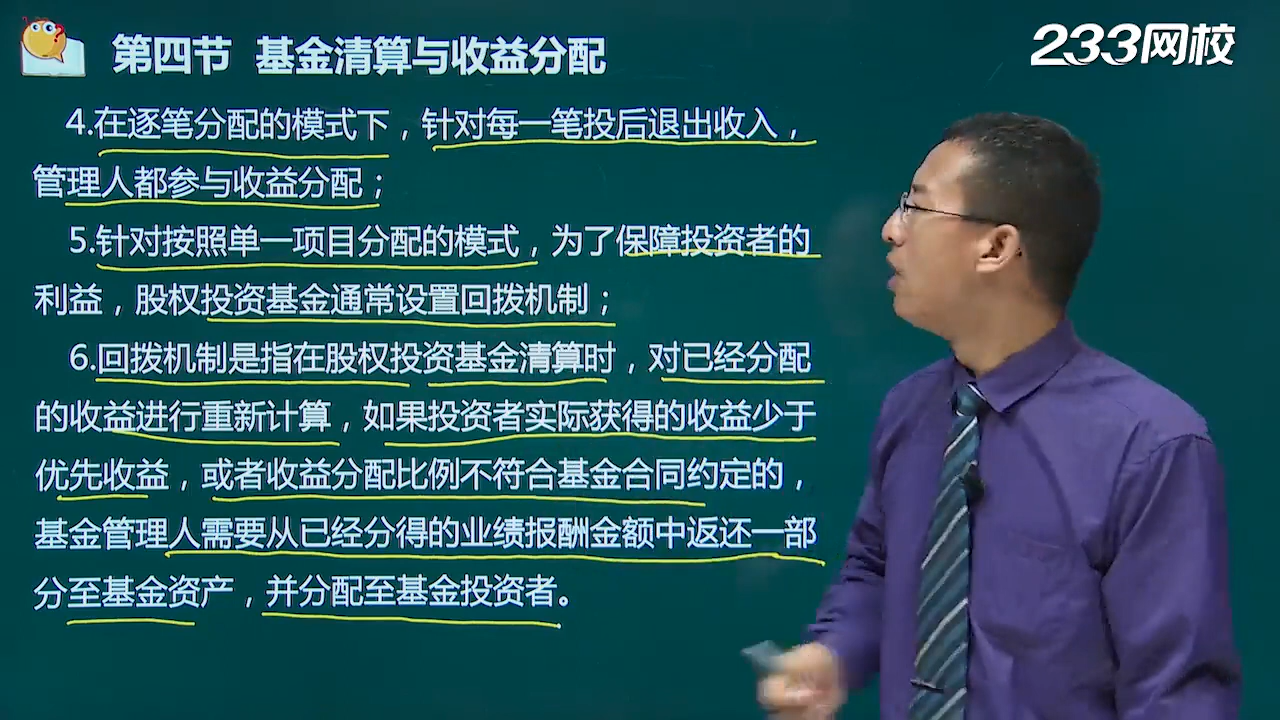 第四节 基金清算与收益分配
233网校
4.在逐笔分配的模式下，针对每一笔投后退出收入，
管理人都参与收益分配；
5.针对按照单一项目分配的模式，为了保障投资者的
利益，股权投资基金通常设置回拨机制；
6.回拨机制是指在股权投资基金清算时，对已经分配
的收益进行重新计算，如果投资者实际获得的收益少于
优先收益，或者收益分配比例不符合基金合同约定的，
基金管理人需要从已经分得的业绩报酬金额中返还一部
分至基金资产，并分配至基金投资者。